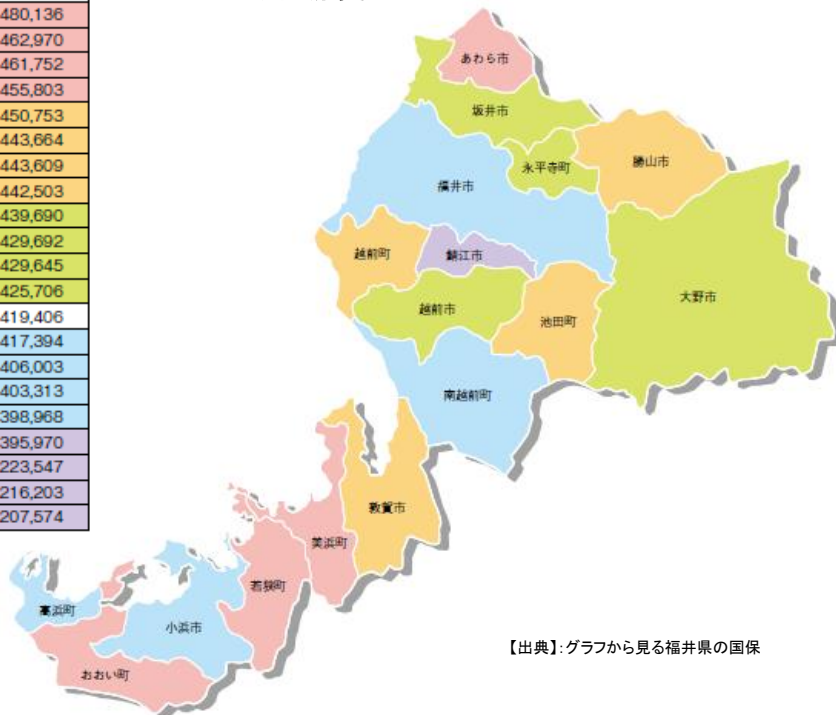 480,136
462,970
461,752
455,803
450,753
443,664
443,609
442,503
439,690
429,692
429,645
425,706
419,406
417,394
406,003
403,313
398,968
395,970
223,547
216,203
207,574
あわら市
坂井市
永平寺町
勝山市
福井市
越前町
鯖江市
大野市
越前市
池田町
南越前町
敦賀市
美浜町
若狭町
高浜町
小浜市
おおい町
【出典】：グラフから見る福井県の国保